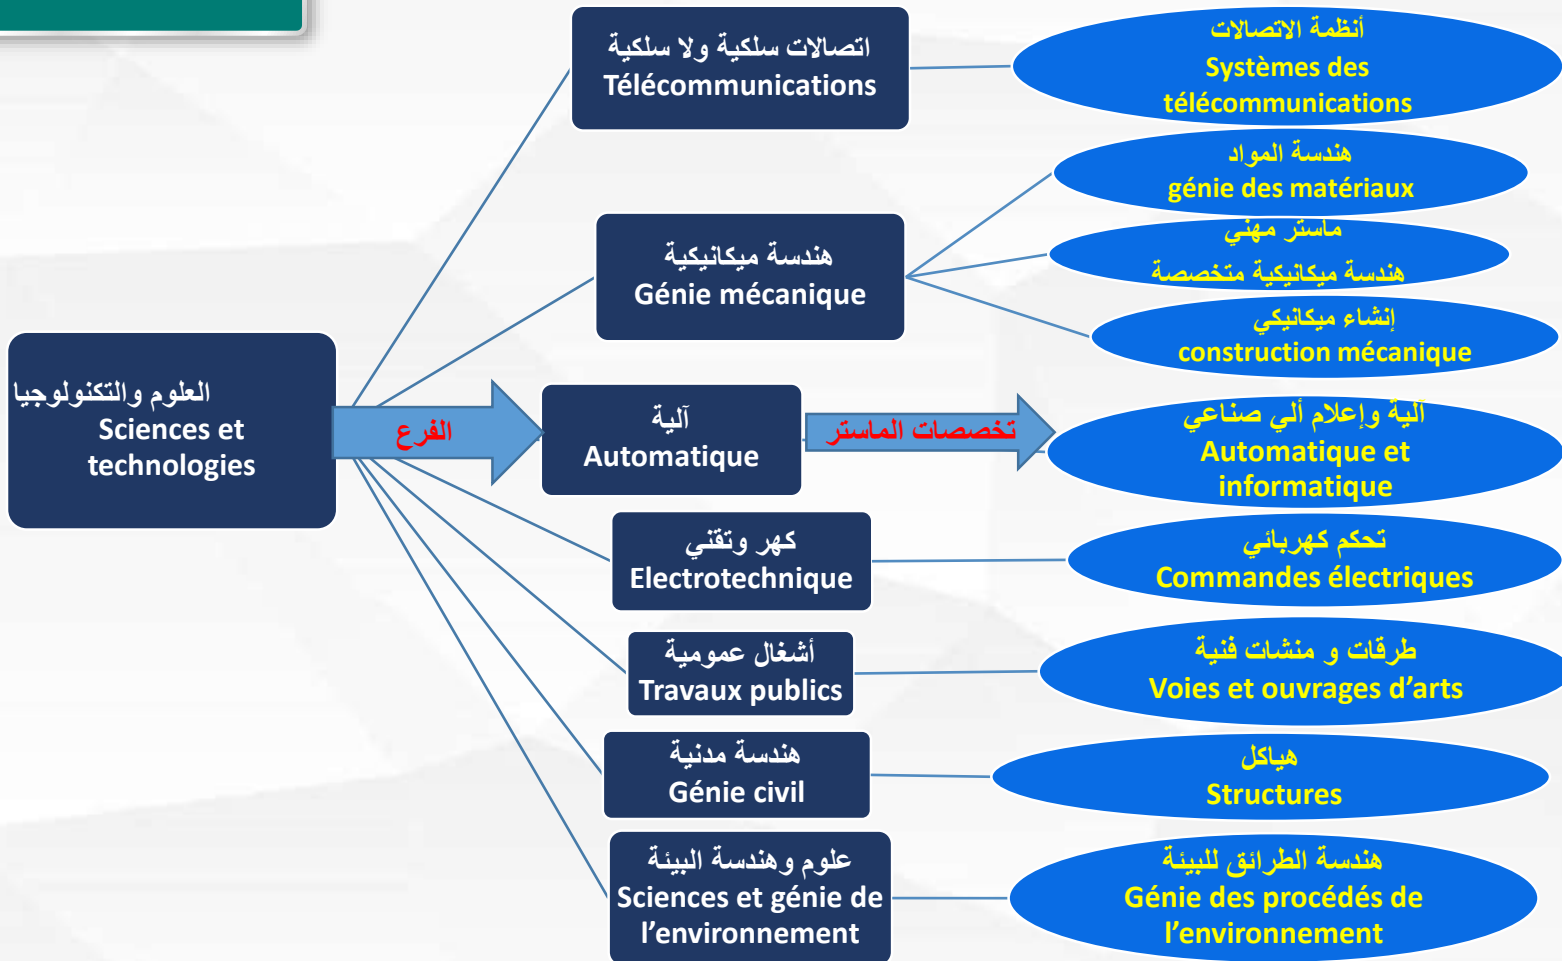 العلوم والتكنولوجيا
Sciences et
technologies
الفرع
تخصصات الماستر
اتصالات سلكية ولا سلكية
Télécommunications
أنظمة الاتصالات
Systèmes des
télécommunications
هندسة ميكانيكية
Génie mécanique
هندسة المواد
génie des matériaux
ماستر مهني
هندسة ميكانيكية متخصصة
إنشاء ميكانيكي
construction mécanique
آلية
Automatique
آلية وإعلام ألي صناعي
Automatique et
informatique
كهر وتقني
Electrotechnique
تحكم كهربائي
Commandes électriques
أشغال عمومية
Travaux publics
طرقات و منشات فنية
Voies et ouvrages d’arts
هندسة مدنية
Génie civil
هياكل
Structures
علوم وهندسة البيئة
Sciences et génie de
l’environnement
هندسة الطرائق للبيئة
Génie des procédés de
l’environnement